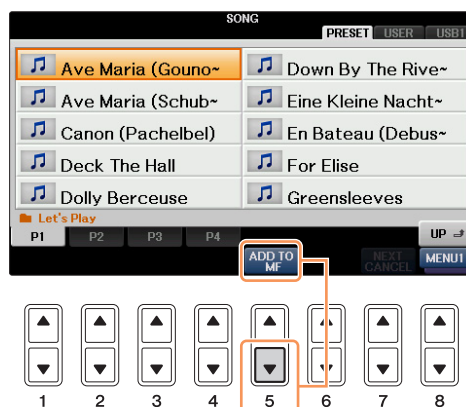 SONG
PRESET USER USB1
Ave Maria (Gouno~ Down By The Rive~
Ave Maria (Schub~ Eine Kleine Nacht~
Canon (Pachelbel) En Bateau (Debus~
Deck The Hall For Elise
Dolly Berceuse Greensleeves
Let's Play
P1 P2 P3 P4 UP
ADD TO MF NEXT CANCEL MENU1
1 2 3 4 5 6 7 8